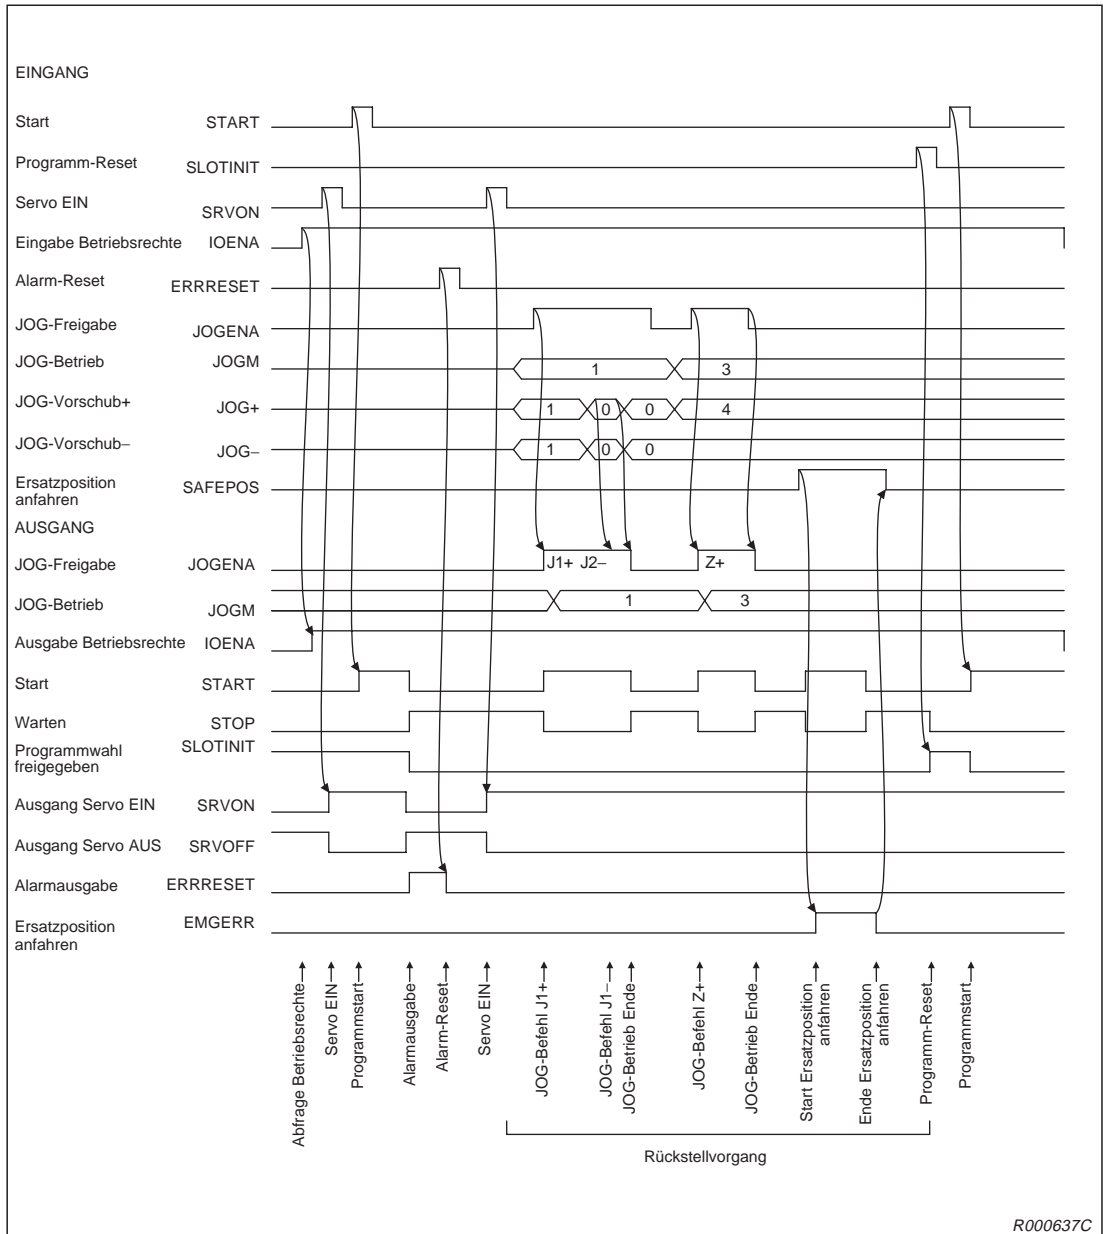 EINGANG
Start START
Programm-Reset SLOTINIT
Servo EIN SRVON
Eingabe Betriebsrechte IOENA
Alarm-Reset ERRRESET
JOG-Freigabe JOGENA
JOG-Betrieb JOGM 1 3
JOG-Vorschub+ JOG+ 1 0 0 4
JOG-Vorschub− JOG− 1 0 0
Ersatzposition
anfahren SAFEPOS
AUSGANG
JOG-Freigabe JOGENA J1+ J2− Z+
JOG-Betrieb JOGM 1 3
Ausgabe Betriebsrechte IOENA
Start START
Warten STOP
Programmwahl
freigegeben SLOTINIT
Ausgang Servo EIN SRVON
Ausgang Servo AUS SRVOFF
Alarmausgabe ERRRESET
Ersatzposition
anfahren EMGERR
Abfrage Betriebsrechte
Servo EIN
Programmstart
Alarmausgabe
Alarm-Reset
Servo EIN
JOG-Befehl J1+
JOG-Befehl J1−
JOG-Betrieb Ende
JOG-Befehl Z+
JOG-Betrieb Ende
Start Ersatzposition
anfahren
Ende Ersatzposition
anfahren
Programm-Reset
Programmstart
Rückstellvorgang
R000637C